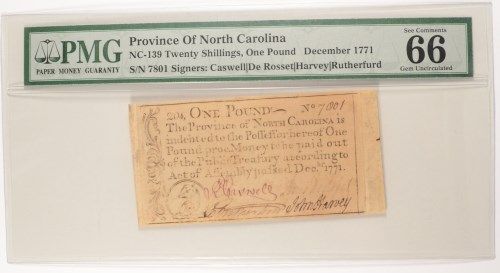 PMG
PAPER MONEY GUARANTY
Province Of North Carolina
NC-139 Twenty Shillings, One Pound December 1771
S/N 7801 Signers: Caswell|De Rosset|Harvey|Rutherfurd
See Comments
66
Gem Uncirculated
20s. ONE POUND No 7801
The Province of NORTH CAROLINA is
indented to the Possessor hereof One
Pound proc. Money to be paid out
of the Public Treasury according to
Act of Assembly passed Decr. 1771.
RCaswell
John Harvey